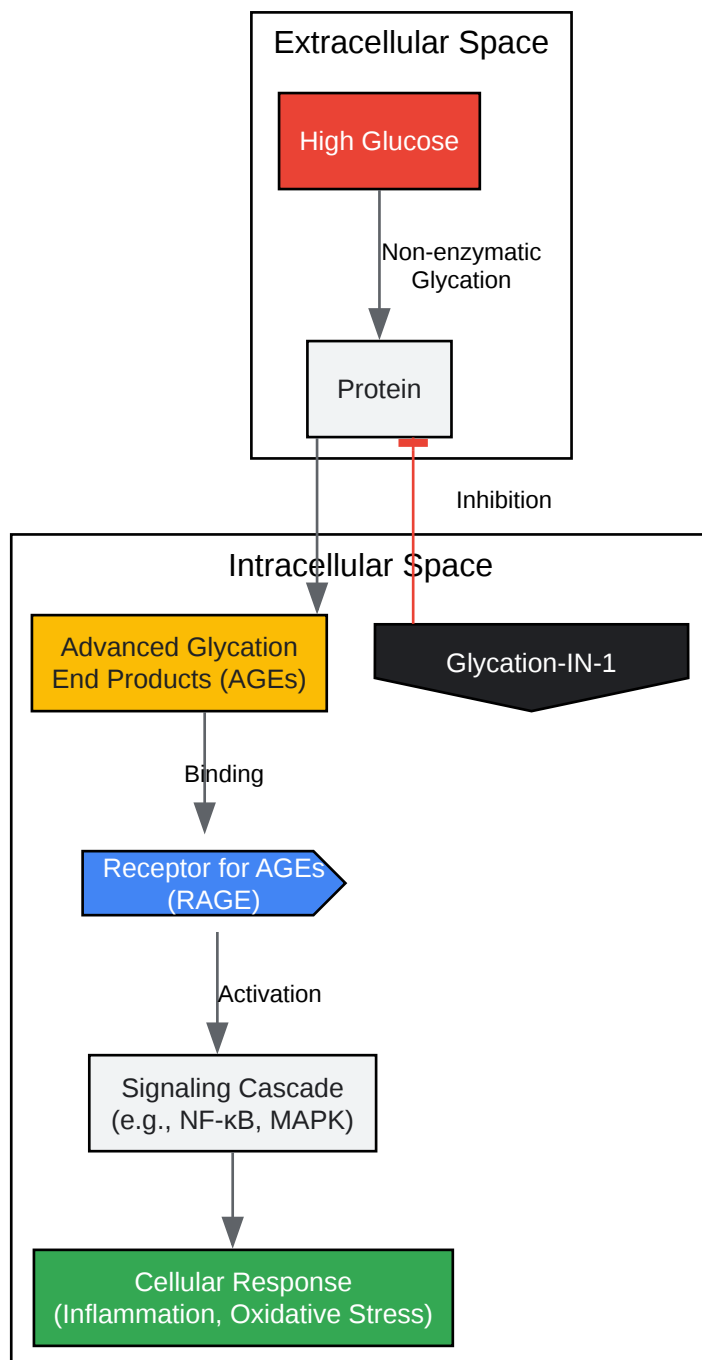 Extracellular Space
High Glucose
Non-enzymatic
Glycation
Protein
Inhibition
Intracellular Space
Advanced Glycation
End Products (AGEs)
Glycation-IN-1
Binding
Receptor for AGEs
(RAGE)
Activation
Signaling Cascade
(e.g., NF-κB, MAPK)
Cellular Response
(Inflammation, Oxidative Stress)